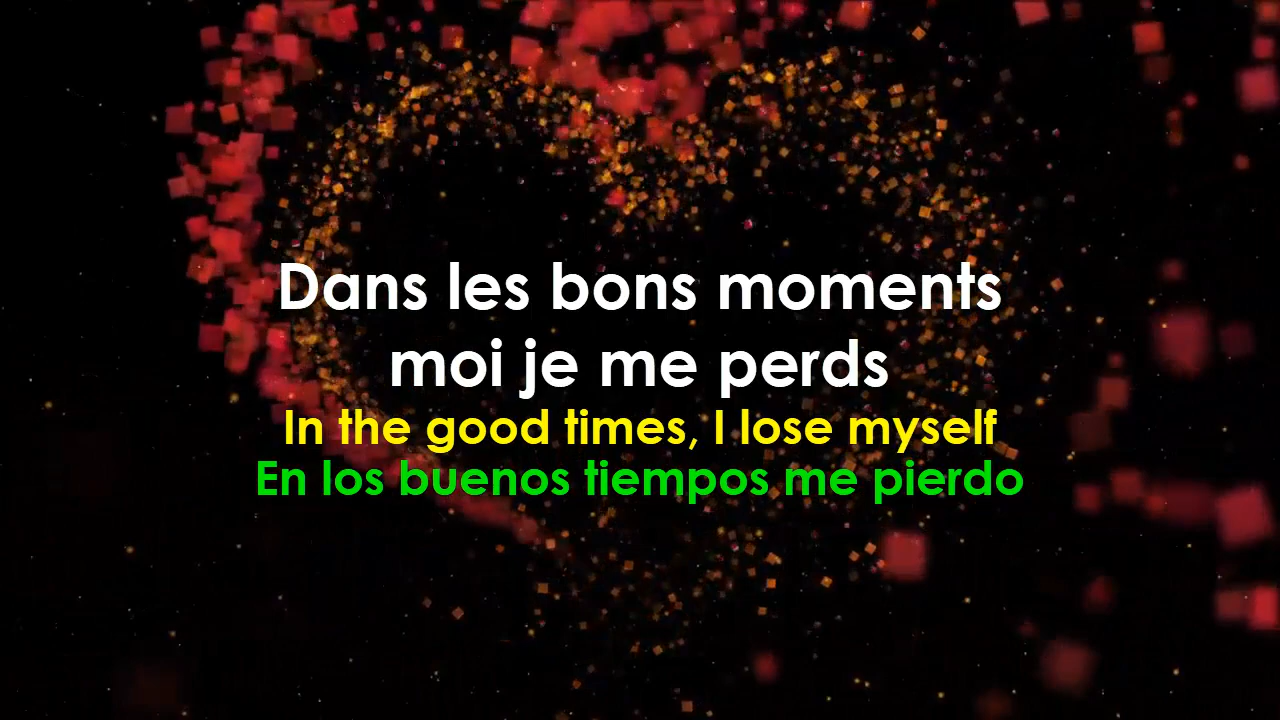 Dans les bons moments
moi je me perds
In the good times, I lose myself
En los buenos tiempos me pierdo